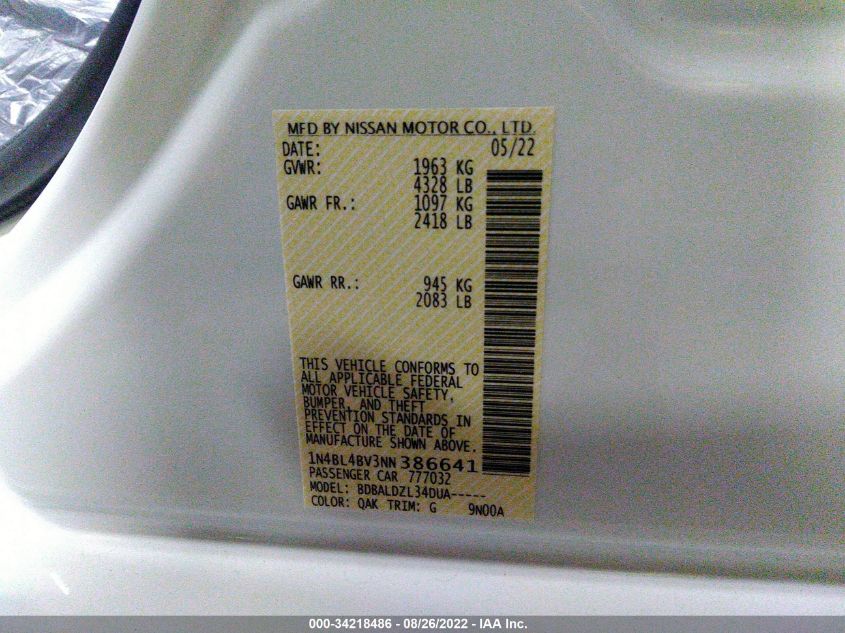 MFD BY NISSAN MOTOR CO., LTD.
DATE: 05/22
GVWR: 1963 KG
4328 LB
GAWR FR.: 1097 KG
2418 LB
GAWR RR.: 945 KG
2083 LB
THIS VEHICLE CONFORMS TO
ALL APPLICABLE FEDERAL
MOTOR VEHICLE SAFETY,
BUMPER, AND THEFT
PREVENTION STANDARDS IN
EFFECT ON THE DATE OF
MANUFACTURE SHOWN ABOVE.
1N4BL4BV3NN386641
PASSENGER CAR 777032
MODEL: BDBALDZL34DUA-----
COLOR: QAK TRIM: G 9N00A
000-34218486 - 08/26/2022 - IAA Inc.